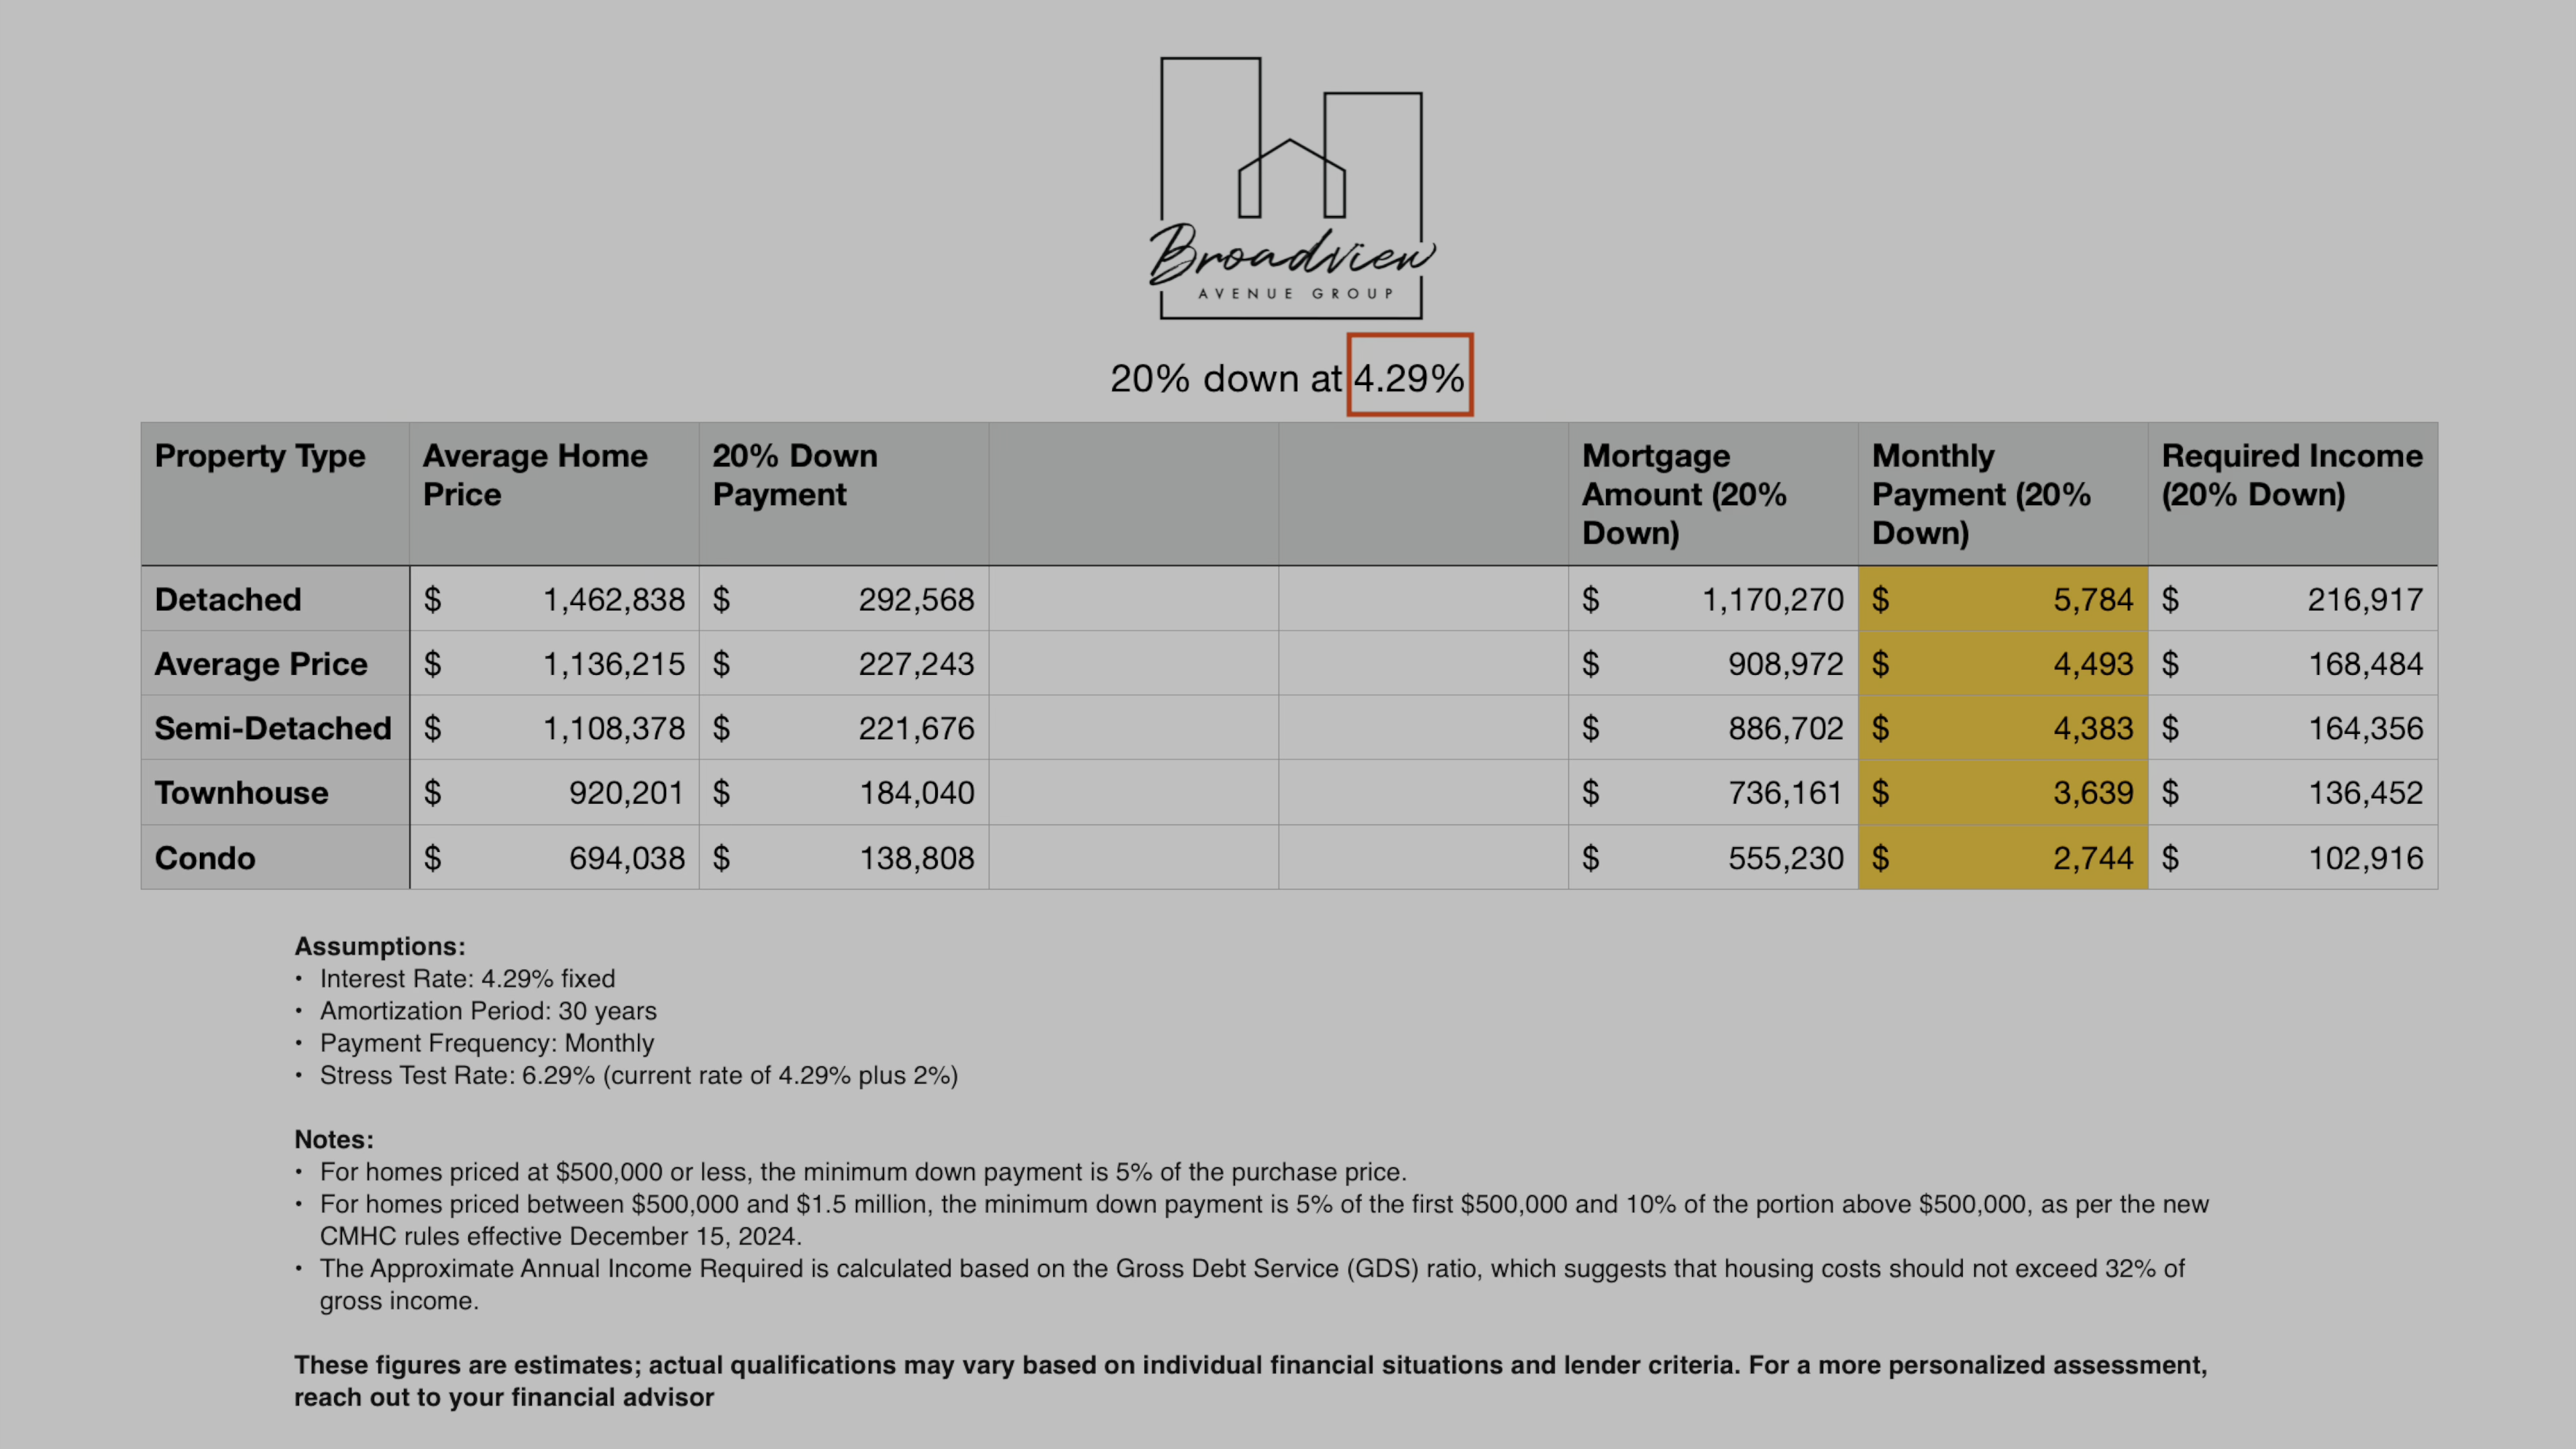 Broadview
AVENUE GROUP
20% down at 4.29%
Property Type Average Home Price 20% Down Payment Mortgage Amount (20% Down) Monthly Payment (20% Down) Required Income (20% Down)
Detached $ 1,462,838 $ 292,568 $ 1,170,270 $ 5,784 $ 216,917
Average Price $ 1,136,215 $ 227,243 $ 908,972 $ 4,493 $ 168,484
Semi-Detached $ 1,108,378 $ 221,676 $ 886,702 $ 4,383 $ 164,356
Townhouse $ 920,201 $ 184,040 $ 736,161 $ 3,639 $ 136,452
Condo $ 694,038 $ 138,808 $ 555,230 $ 2,744 $ 102,916
Assumptions:
• Interest Rate: 4.29% fixed
• Amortization Period: 30 years
• Payment Frequency: Monthly
• Stress Test Rate: 6.29% (current rate of 4.29% plus 2%)
Notes:
• For homes priced at $500,000 or less, the minimum down payment is 5% of the purchase price.
• For homes priced between $500,000 and $1.5 million, the minimum down payment is 5% of the first $500,000 and 10% of the portion above $500,000, as per the new
CMHC rules effective December 15, 2024.
• The Approximate Annual Income Required is calculated based on the Gross Debt Service (GDS) ratio, which suggests that housing costs should not exceed 32% of
gross income.
These figures are estimates; actual qualifications may vary based on individual financial situations and lender criteria. For a more personalized assessment,
reach out to your financial advisor